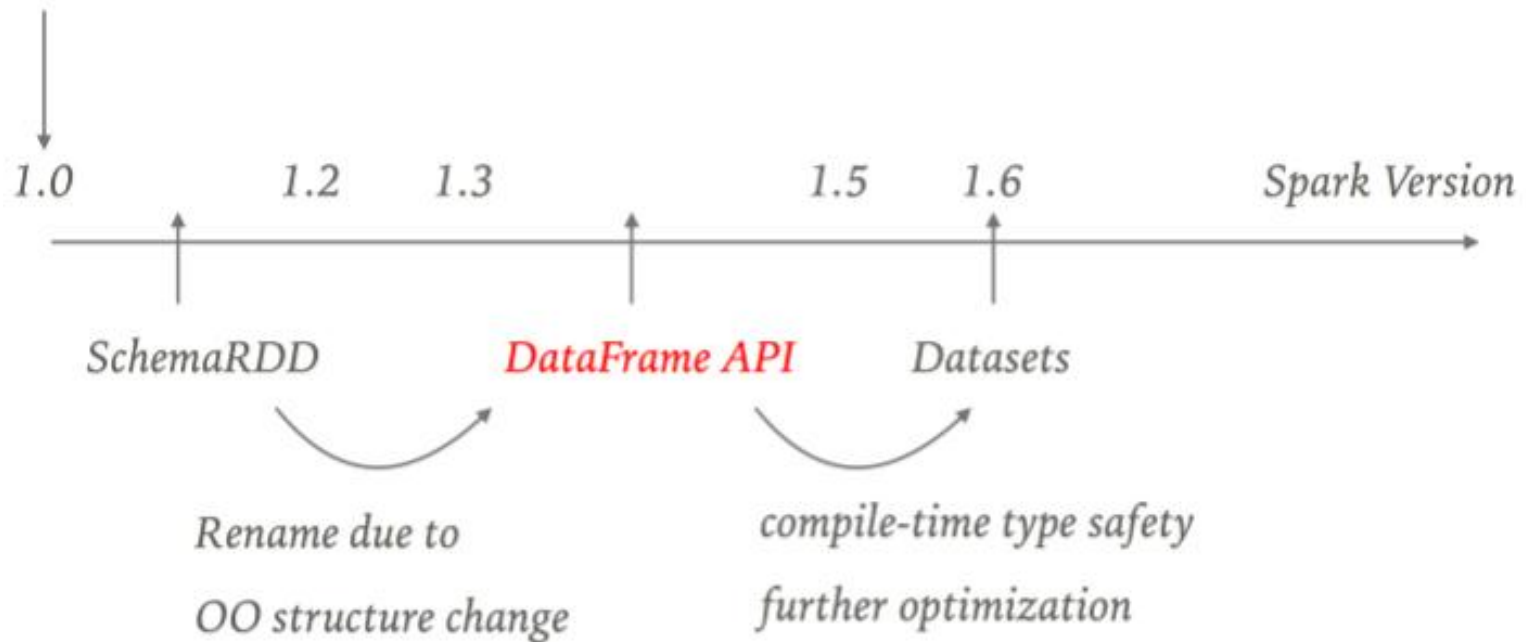 1.0 1.2 1.3 1.5 1.6 Spark Version
SchemaRDD DataFrame API Datasets
Rename due to
OO structure change
compile-time type safety
further optimization